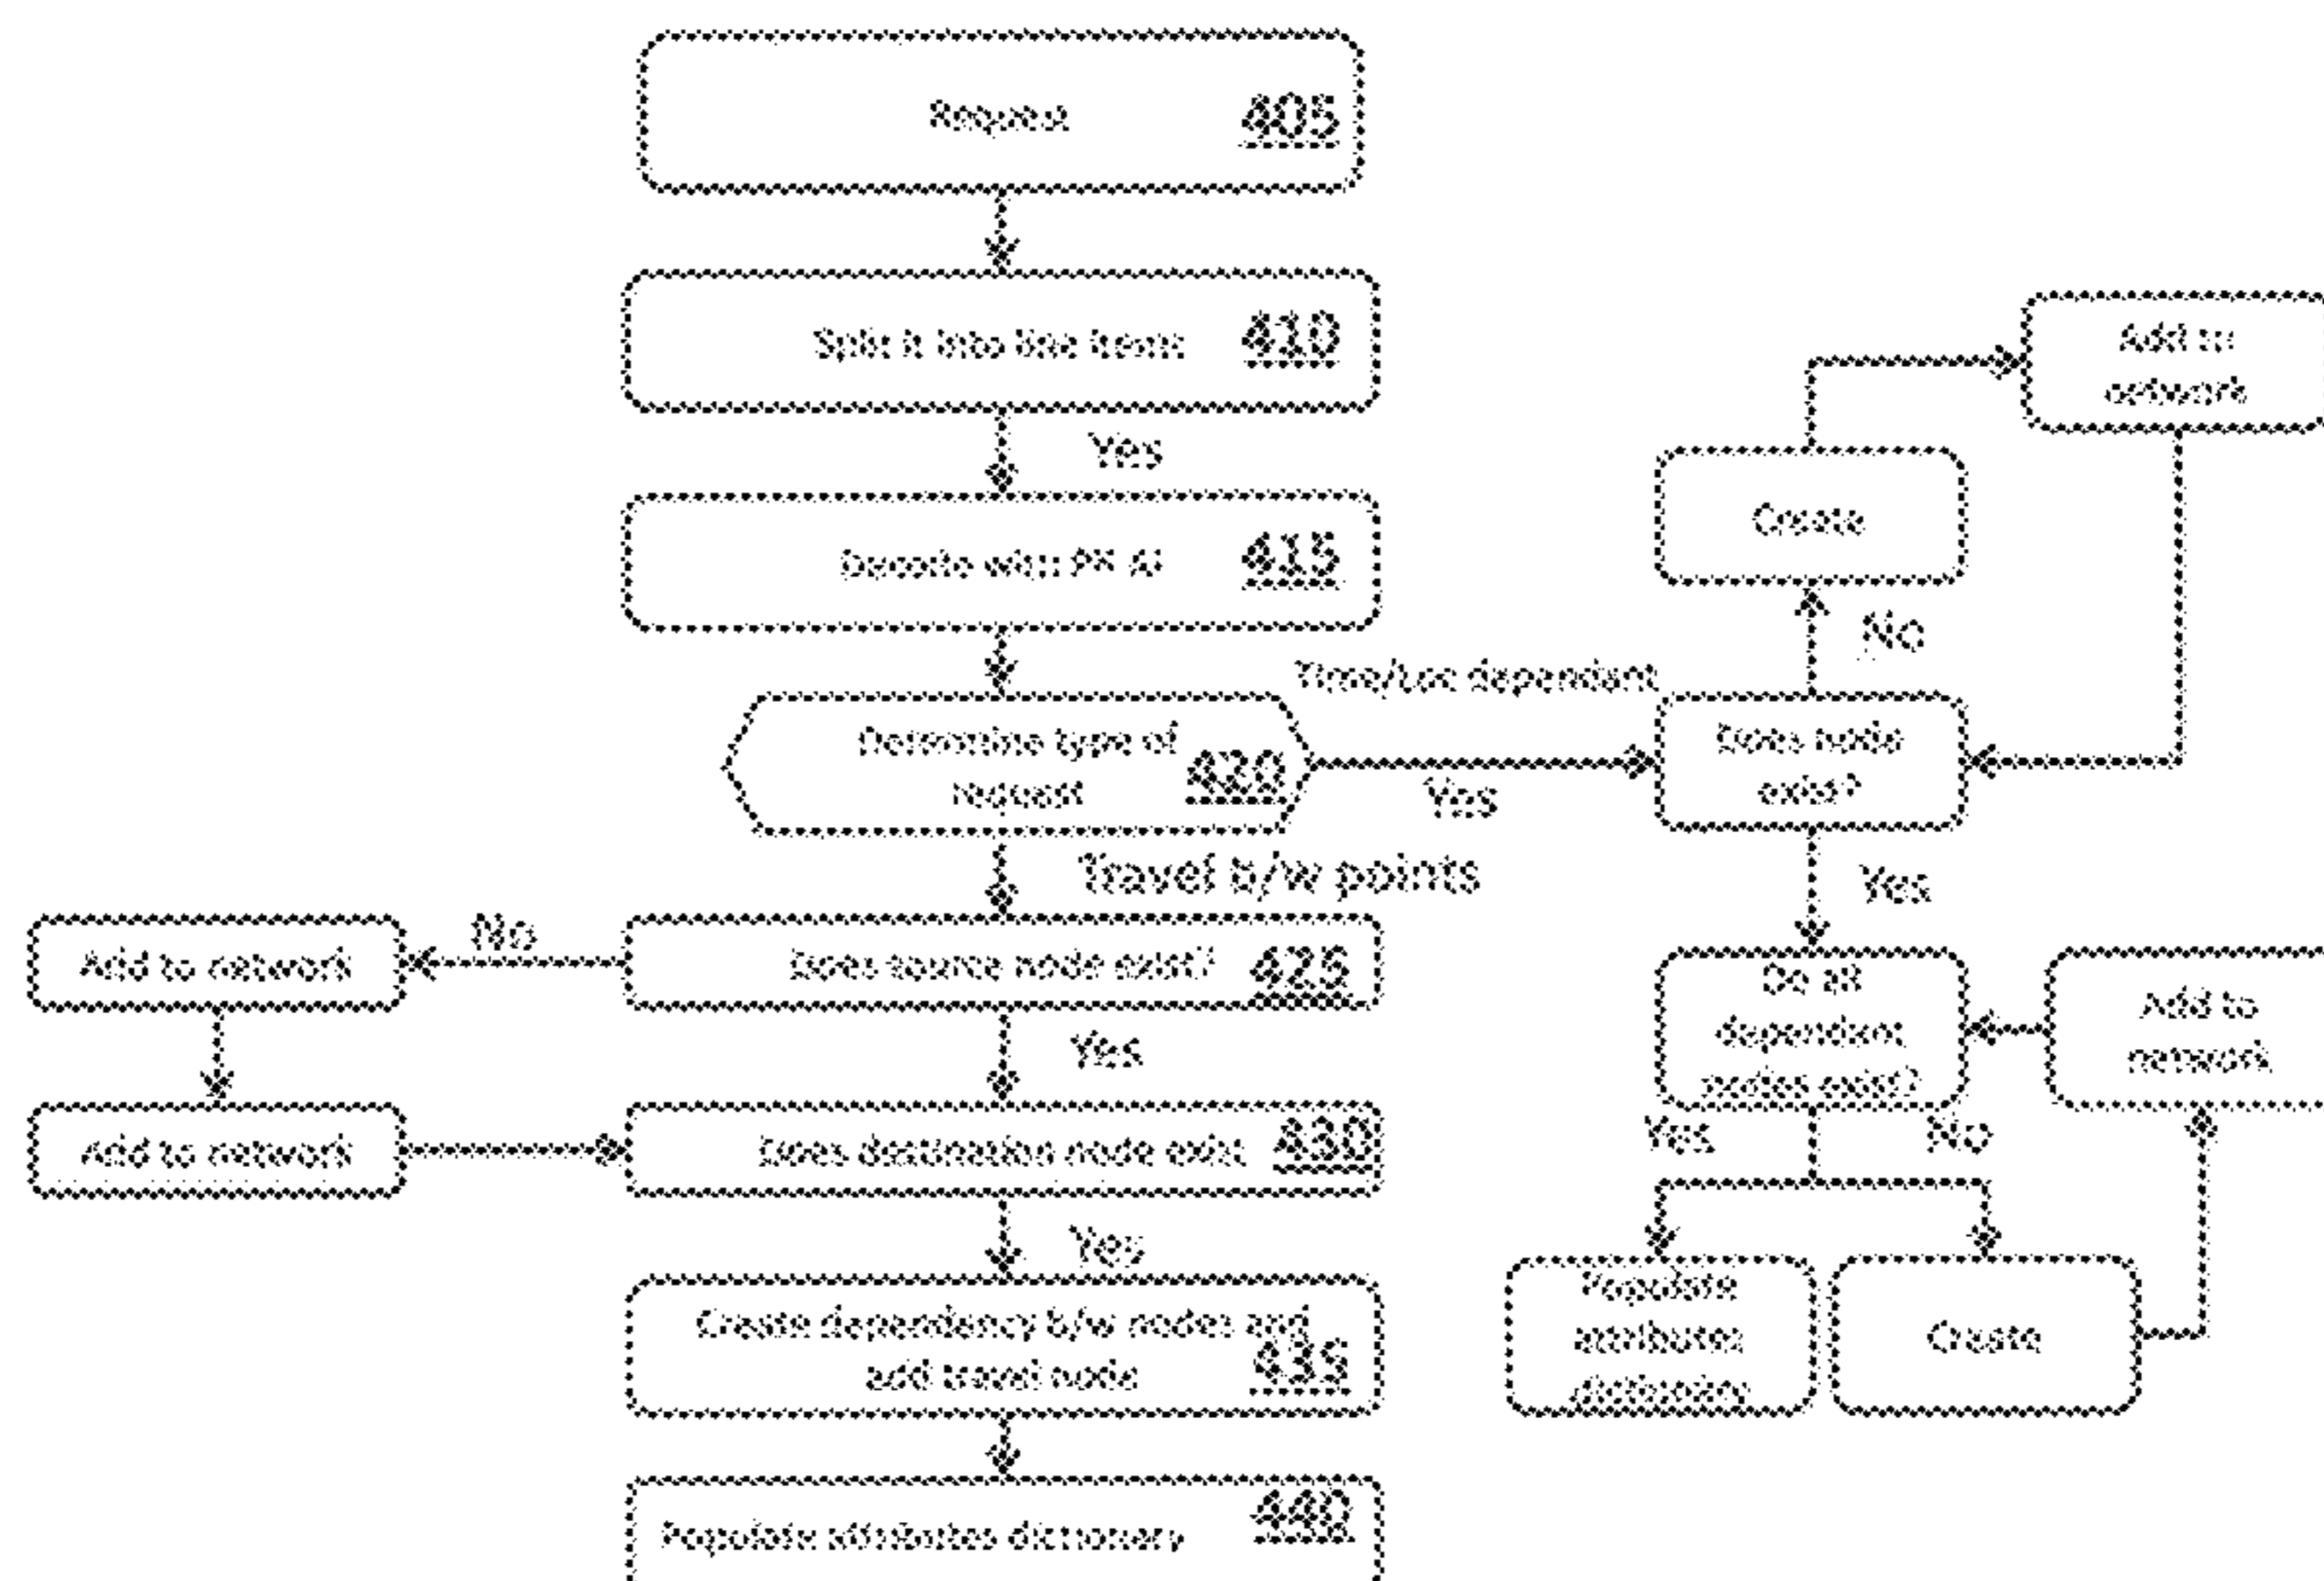 Request 405
Split it into line items 410
Yes
Add to
network
Create
Decode with 415
No
Time/Loc dependant
Determine type of
request 420
Yes
Does node
exist?
Travel b/w points
Yes
Add to network
No
Does source node exist? 425
Do all
dependent
nodes exist?
Add to
network
Yes
Add to network
Does destination node exist 430
Yes
No
Yes
Create dependency b/w nodes and
add travel node 435
Populate
attributes
dictionary
Create
Populate attributes dictionary 440